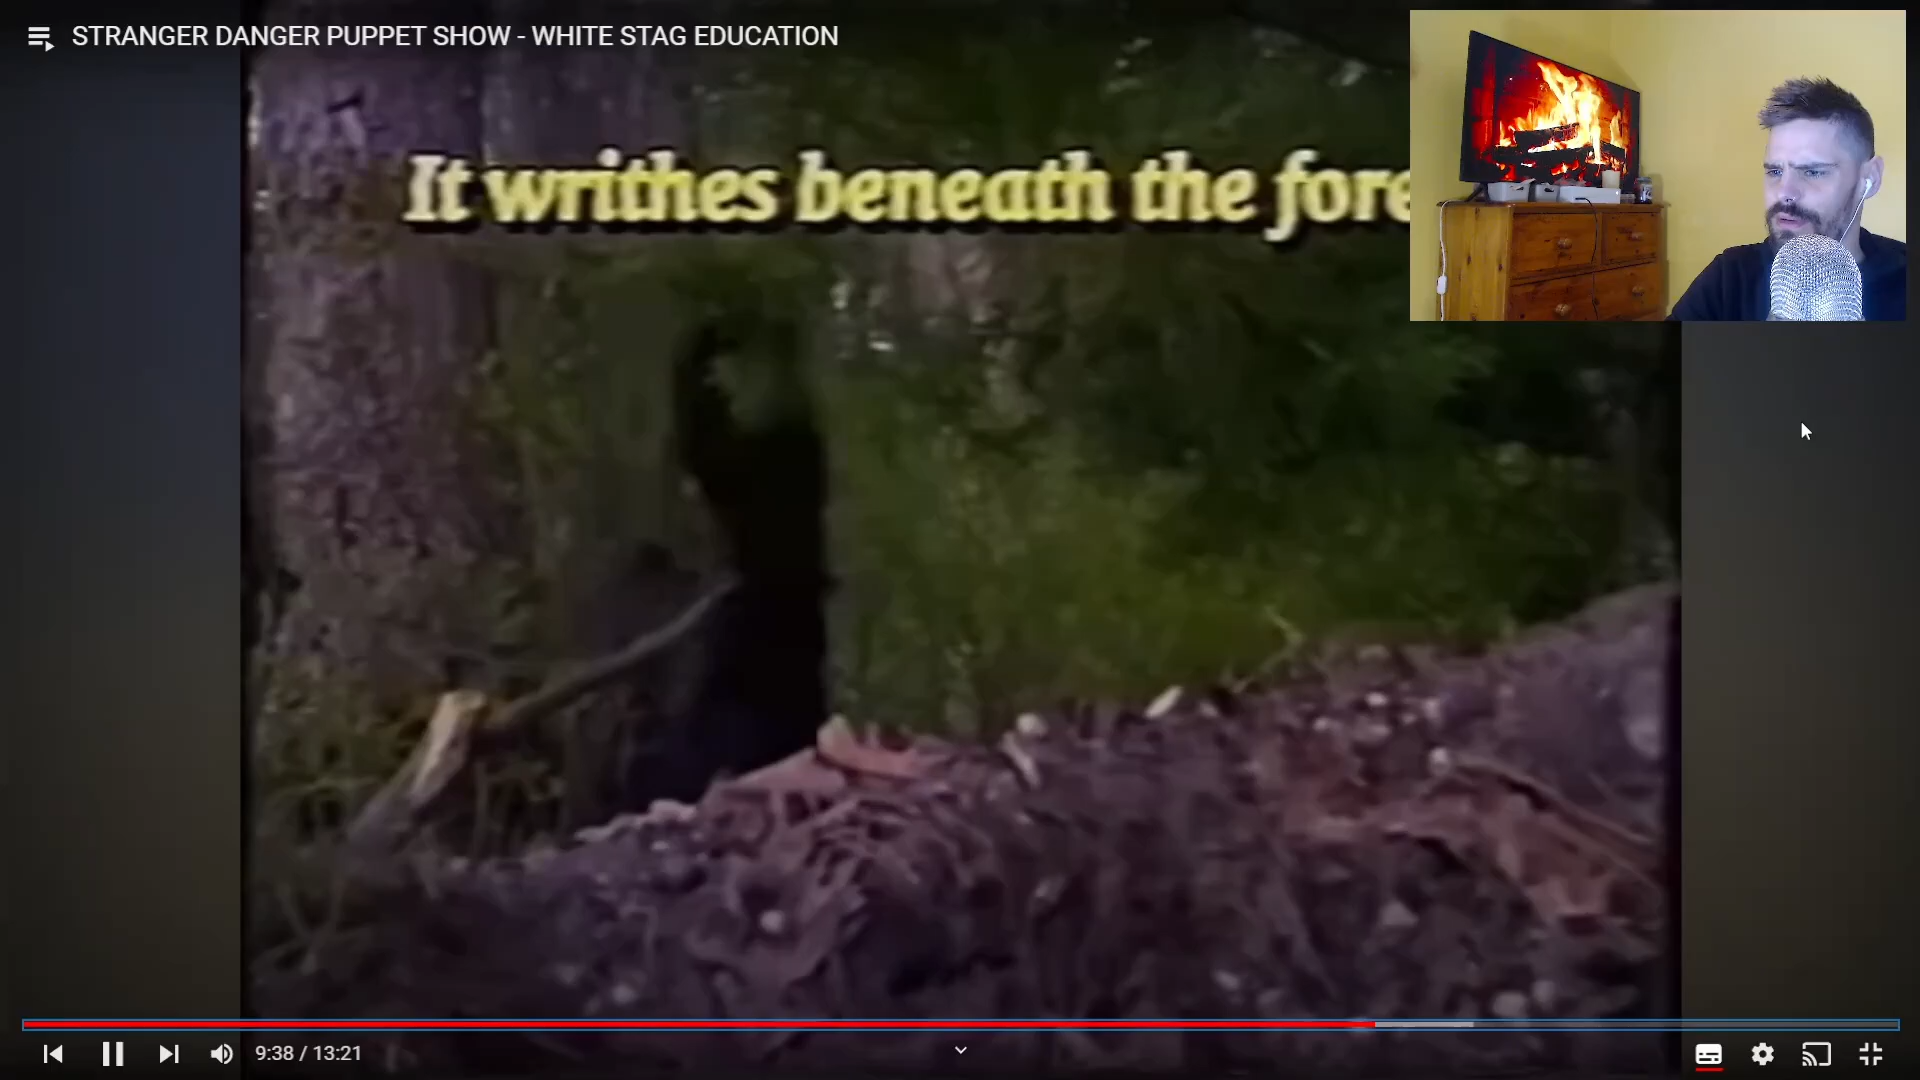 STRANGER DANGER PUPPET SHOW - WHITE STAG EDUCATION
It writhes beneath the fore
9:38 / 13:21